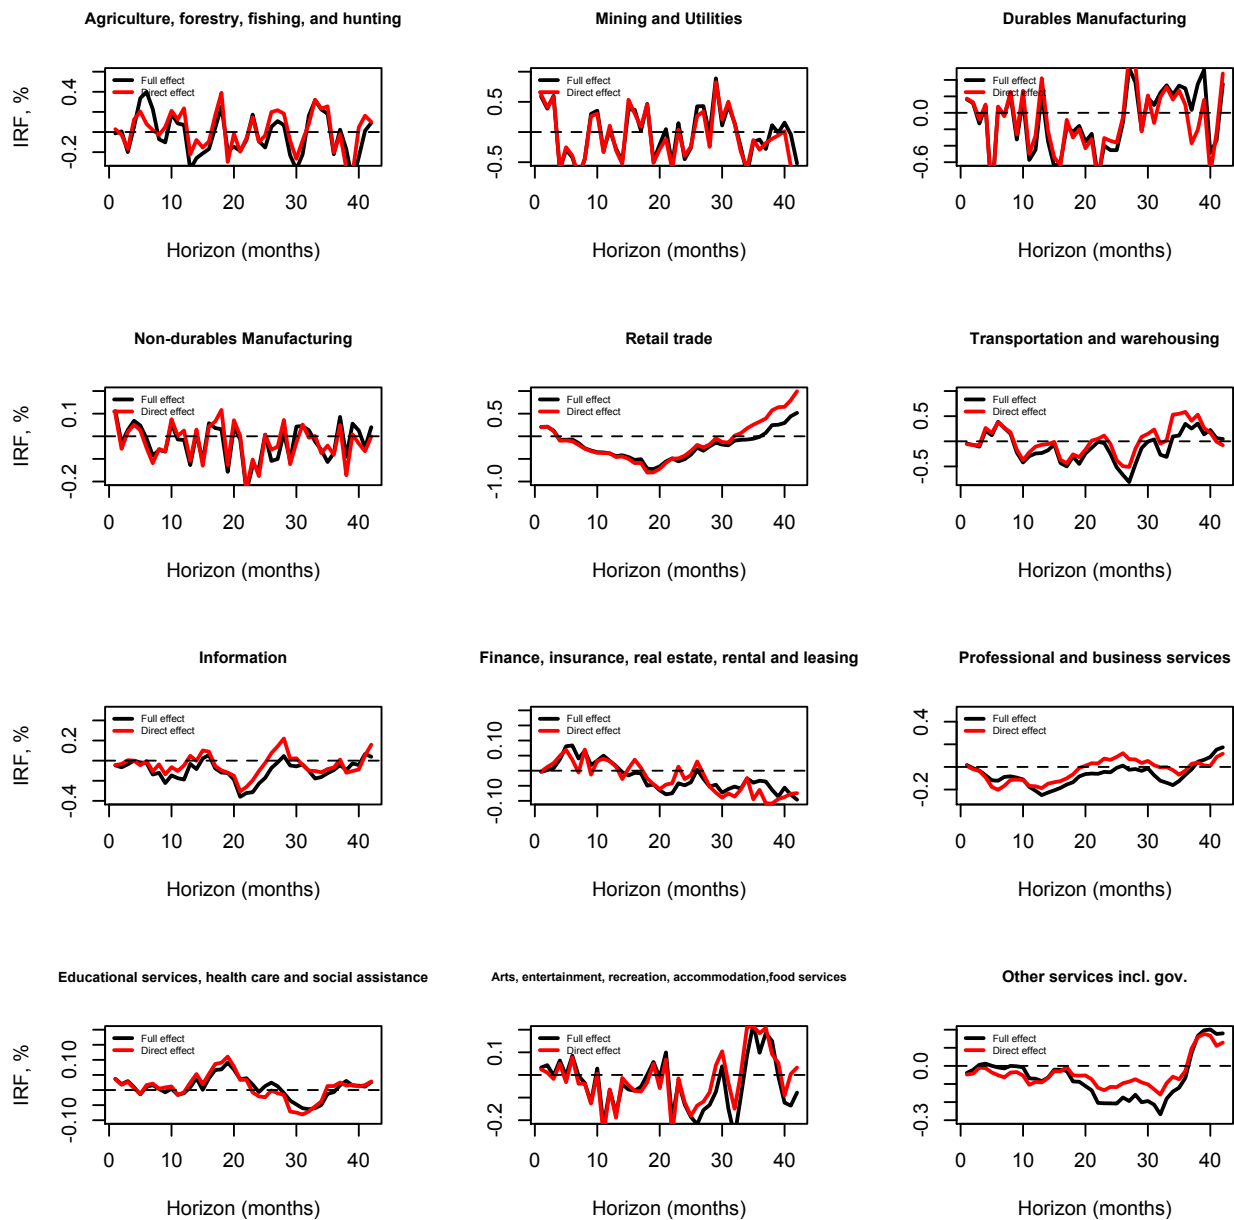 Agriculture, forestry, fishing, and hunting
Mining and Utilities
Durables Manufacturing
IRF, %
-0.2 0.4
Full effect
Direct effect
0 10 20 30 40
Horizon (months)
-0.5 0.5
Full effect
Direct effect
0 10 20 30 40
Horizon (months)
-0.6 0.0
Full effect
Direct effect
0 10 20 30 40
Horizon (months)
Non-durables Manufacturing
Retail trade
Transportation and warehousing
IRF, %
-0.2 0.1
Full effect
Direct effect
0 10 20 30 40
Horizon (months)
-1.0 0.5
Full effect
Direct effect
0 10 20 30 40
Horizon (months)
-0.5 0.5
Full effect
Direct effect
0 10 20 30 40
Horizon (months)
Information
Finance, insurance, real estate, rental and leasing
Professional and business services
IRF, %
-0.4 0.2
Full effect
Direct effect
0 10 20 30 40
Horizon (months)
-0.10 0.10
Full effect
Direct effect
0 10 20 30 40
Horizon (months)
-0.2 0.4
Full effect
Direct effect
0 10 20 30 40
Horizon (months)
Educational services, health care and social assistance
Arts, entertainment, recreation, accommodation,food services
Other services incl. gov.
IRF, %
-0.10 0.10
Full effect
Direct effect
0 10 20 30 40
Horizon (months)
-0.2 0.1
Full effect
Direct effect
0 10 20 30 40
Horizon (months)
-0.3 0.0
Full effect
Direct effect
0 10 20 30 40
Horizon (months)